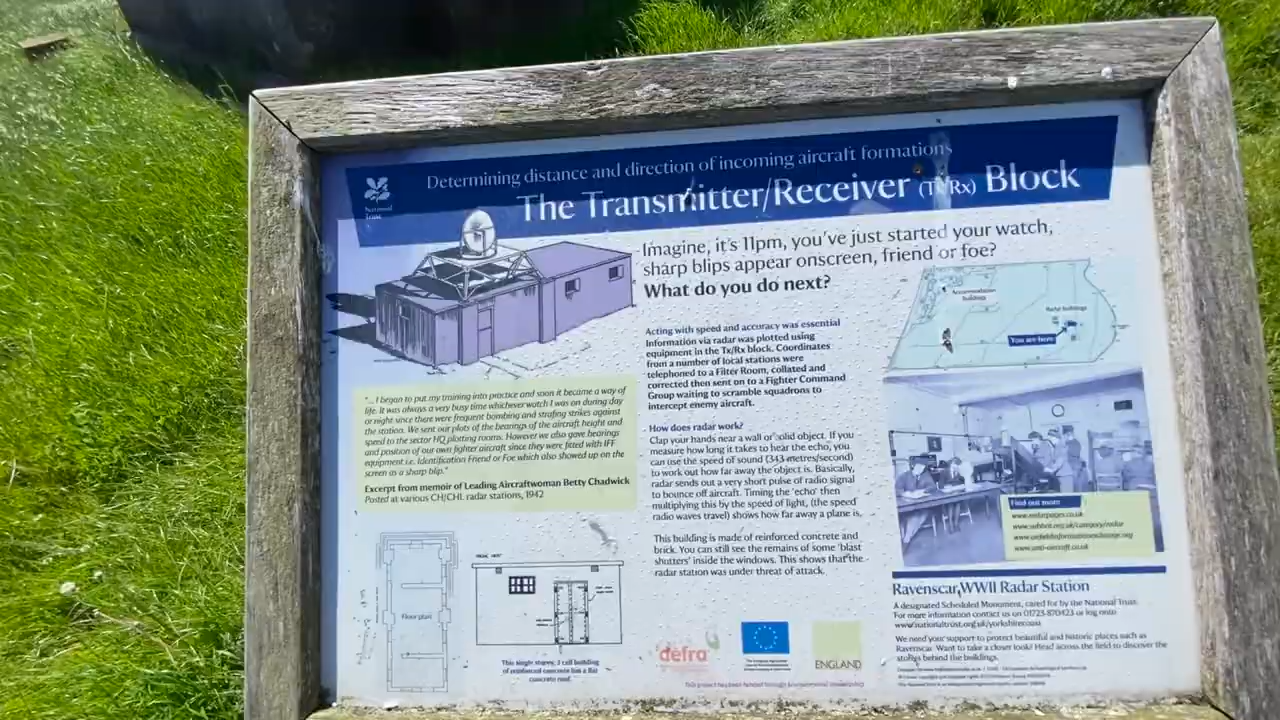 Determining distance and direction of incoming aircraft formations
The Transmitter/Receiver (Tx/Rx) Block
National
Trust
Imagine, it's 11pm, you've just started your watch,
sharp blips appear onscreen, friend or foe?
What do you do next?
Accommodation
buildings
Radar buildings
You are here
Acting with speed and accuracy was essential
Information via radar was plotted using
equipment in the Tx/Rx block. Coordinates
from a number of local stations were
telephoned to a Filter Room, collated and
corrected then sent on to a Fighter Command
Group waiting to scramble squadrons to
intercept enemy aircraft.
"... I began to put my training into practice and soon it became a way of
life. It was always a very busy time whichever watch I was on during day
or night since there were frequent bombing and strafing strikes against
the station. We sent our plots of the bearings of the aircraft height and
speed to the sector HQ plotting rooms. However we also gave bearings
and position of our own fighter aircraft since they were fitted with IFF
equipment i.e. Identification Friend or Foe which also showed up on the
screen as a sharp blip."
Excerpt from memoir of Leading Aircraftwoman Betty Chadwick
Posted at various CH/CHL radar stations, 1942
How does radar work?
Clap your hands near a wall or solid object. If you
measure how long it takes to hear the echo, you
can use the speed of sound (343 metres/second)
to work out how far away the object is. Basically,
radar sends out a very short pulse of radio signal
to bounce off aircraft. Timing the 'echo' then
multiplying this by the speed of light, (the speed
radio waves travel) shows how far away a plane is.
This building is made of reinforced concrete and
brick. You can still see the remains of some 'blast
shutters' inside the windows. This shows that the
radar station was under threat of attack.
Floor plan
This single storey, 3 cell building
of reinforced concrete has a flat
concrete roof.
Find out more
www.radarpages.co.uk
www.subbrit.org.uk/category/radar
www.airfieldinformationexchange.org
www.anti-aircraft.co.uk
Ravenscar WWII Radar Station
A designated Scheduled Monument, cared for by the National Trust.
For more information contact us on 01723 870423 or log onto
www.nationaltrust.org.uk/yorkshirecoast
We need your support to protect beautiful and historic places such as
Ravenscar. Want to take a closer look? Head across the field to discover the
stories behind the buildings.
defra
ENGLAND
This project has been funded through Environmental Stewardship